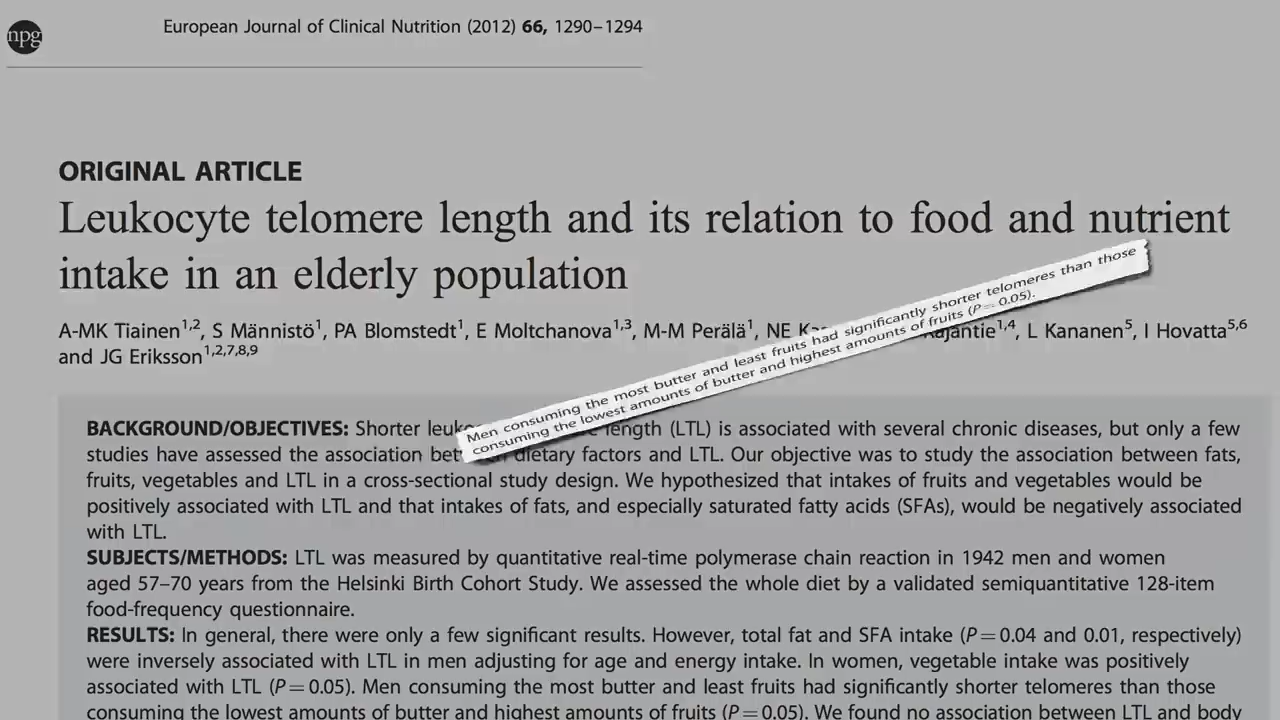 npg
European Journal of Clinical Nutrition (2012) 66, 1290–1294
ORIGINAL ARTICLE
Leukocyte telomere length and its relation to food and nutrient
intake in an elderly population
A-MK Tiainen1,2, S Männistö1, PA Blomstedt1, E Moltchanova1,3, M-M Perälä1, NE Kajantie1,4, L Kananen5, I Hovatta5,6
and JG Eriksson1,2,7,8,9
Men consuming the most butter and least fruits had significantly shorter telomeres than those
consuming the lowest amounts of butter and highest amounts of fruits (P = 0.05).
BACKGROUND/OBJECTIVES: Shorter length (LTL) is associated with several chronic diseases, but only a few
studies have assessed the association dietary factors and LTL. Our objective was to study the association between fats,
fruits, vegetables and LTL in a cross-sectional study design. We hypothesized that intakes of fruits and vegetables would be
positively associated with LTL and that intakes of fats, and especially saturated fatty acids (SFAs), would be negatively associated
with LTL.
SUBJECTS/METHODS: LTL was measured by quantitative real-time polymerase chain reaction in 1942 men and women
aged 57–70 years from the Helsinki Birth Cohort Study. We assessed the whole diet by a validated semiquantitative 128-item
food-frequency questionnaire.
RESULTS: In general, there were only a few significant results. However, total fat and SFA intake (P = 0.04 and 0.01, respectively)
were inversely associated with LTL in men adjusting for age and energy intake. In women, vegetable intake was positively
associated with LTL (P = 0.05). Men consuming the most butter and least fruits had significantly shorter telomeres than those
consuming the lowest amounts of butter and highest amounts of fruits (P = 0.05). We found no association between LTL and body